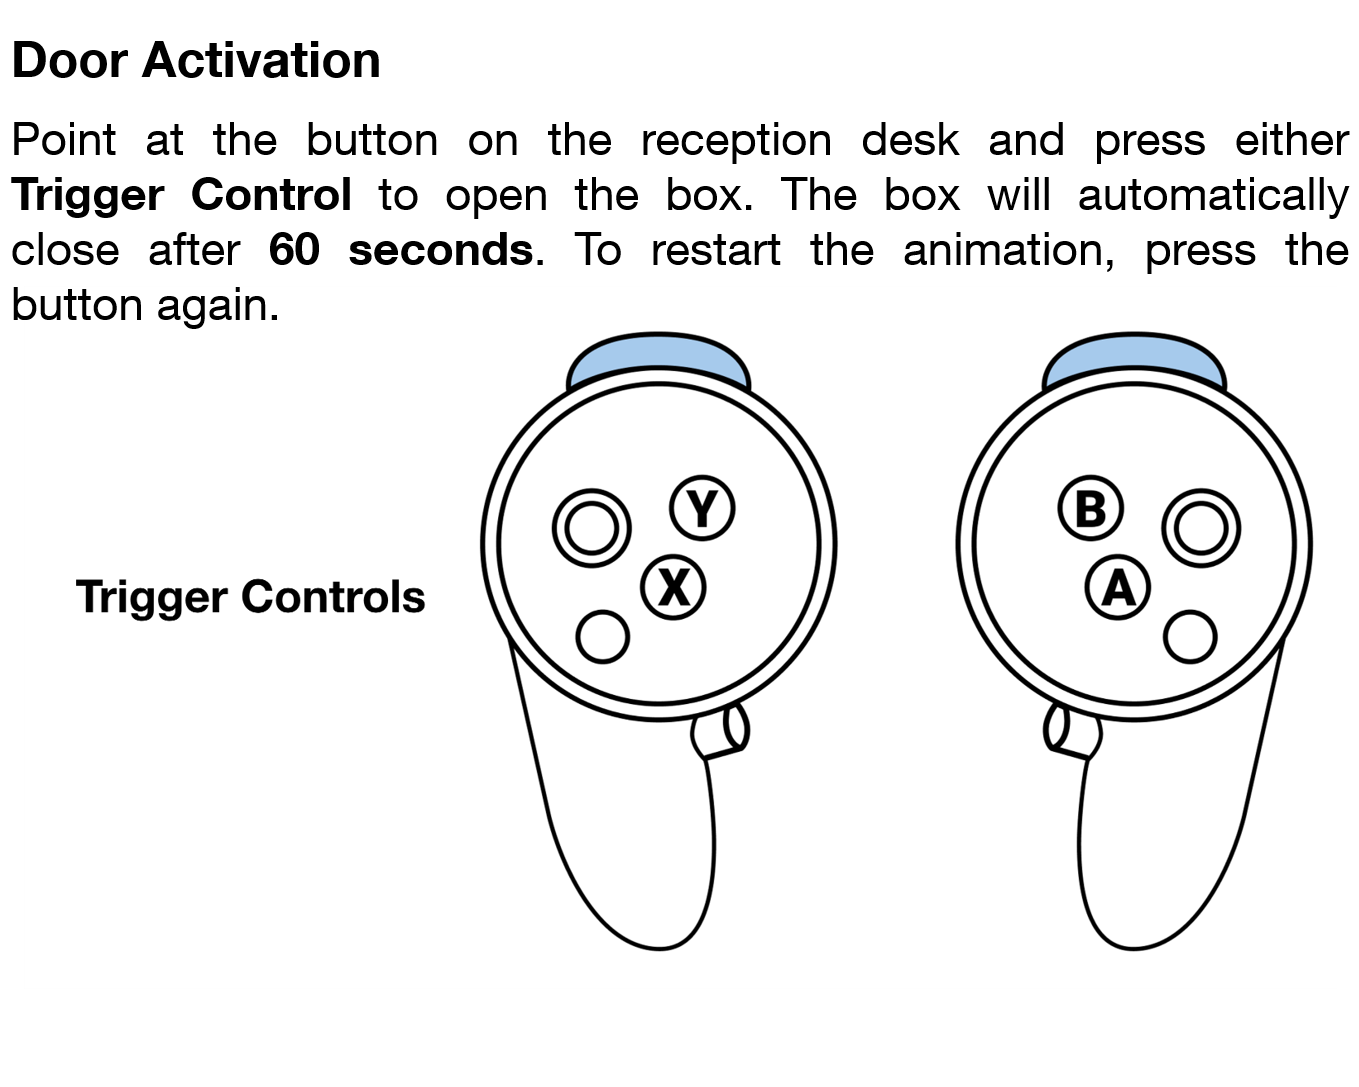 Door Activation
Point at the button on the reception desk and press either
Trigger Control to open the box. The box will automatically
close after 60 seconds. To restart the animation, press the
button again.
Y
B
X
A
Trigger Controls